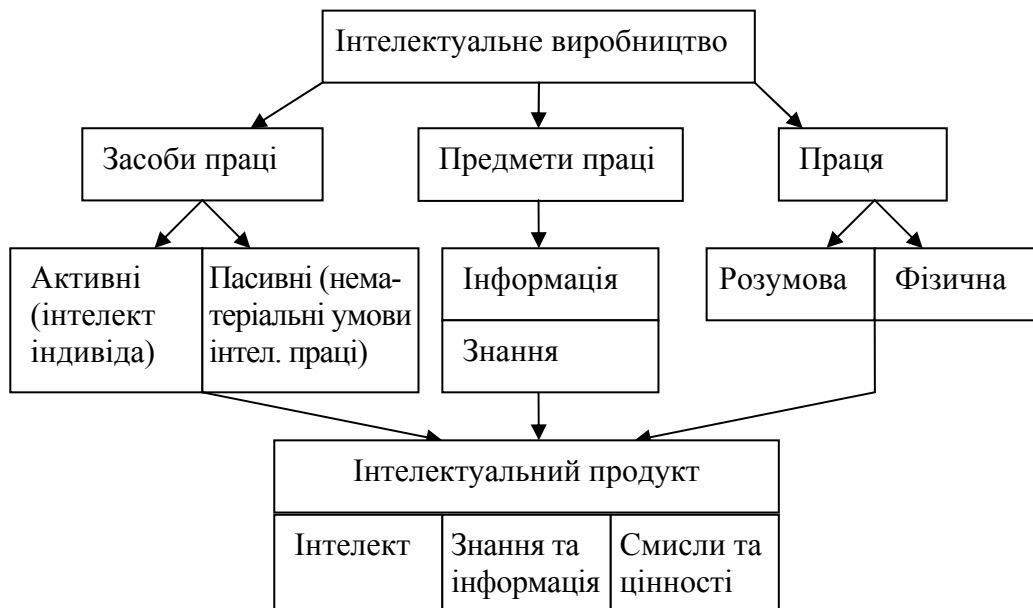 Інтелектуальне виробництво
Засоби праці
Предмети праці
Праця
Активні
(інтелект
індивіда)
Пасивні (нема-
теріальні умови
інтел. праці)
Інформація
Знання
Розумова
Фізична
Інтелектуальний продукт
Інтелект
Знання та
інформація
Смисли та
цінності